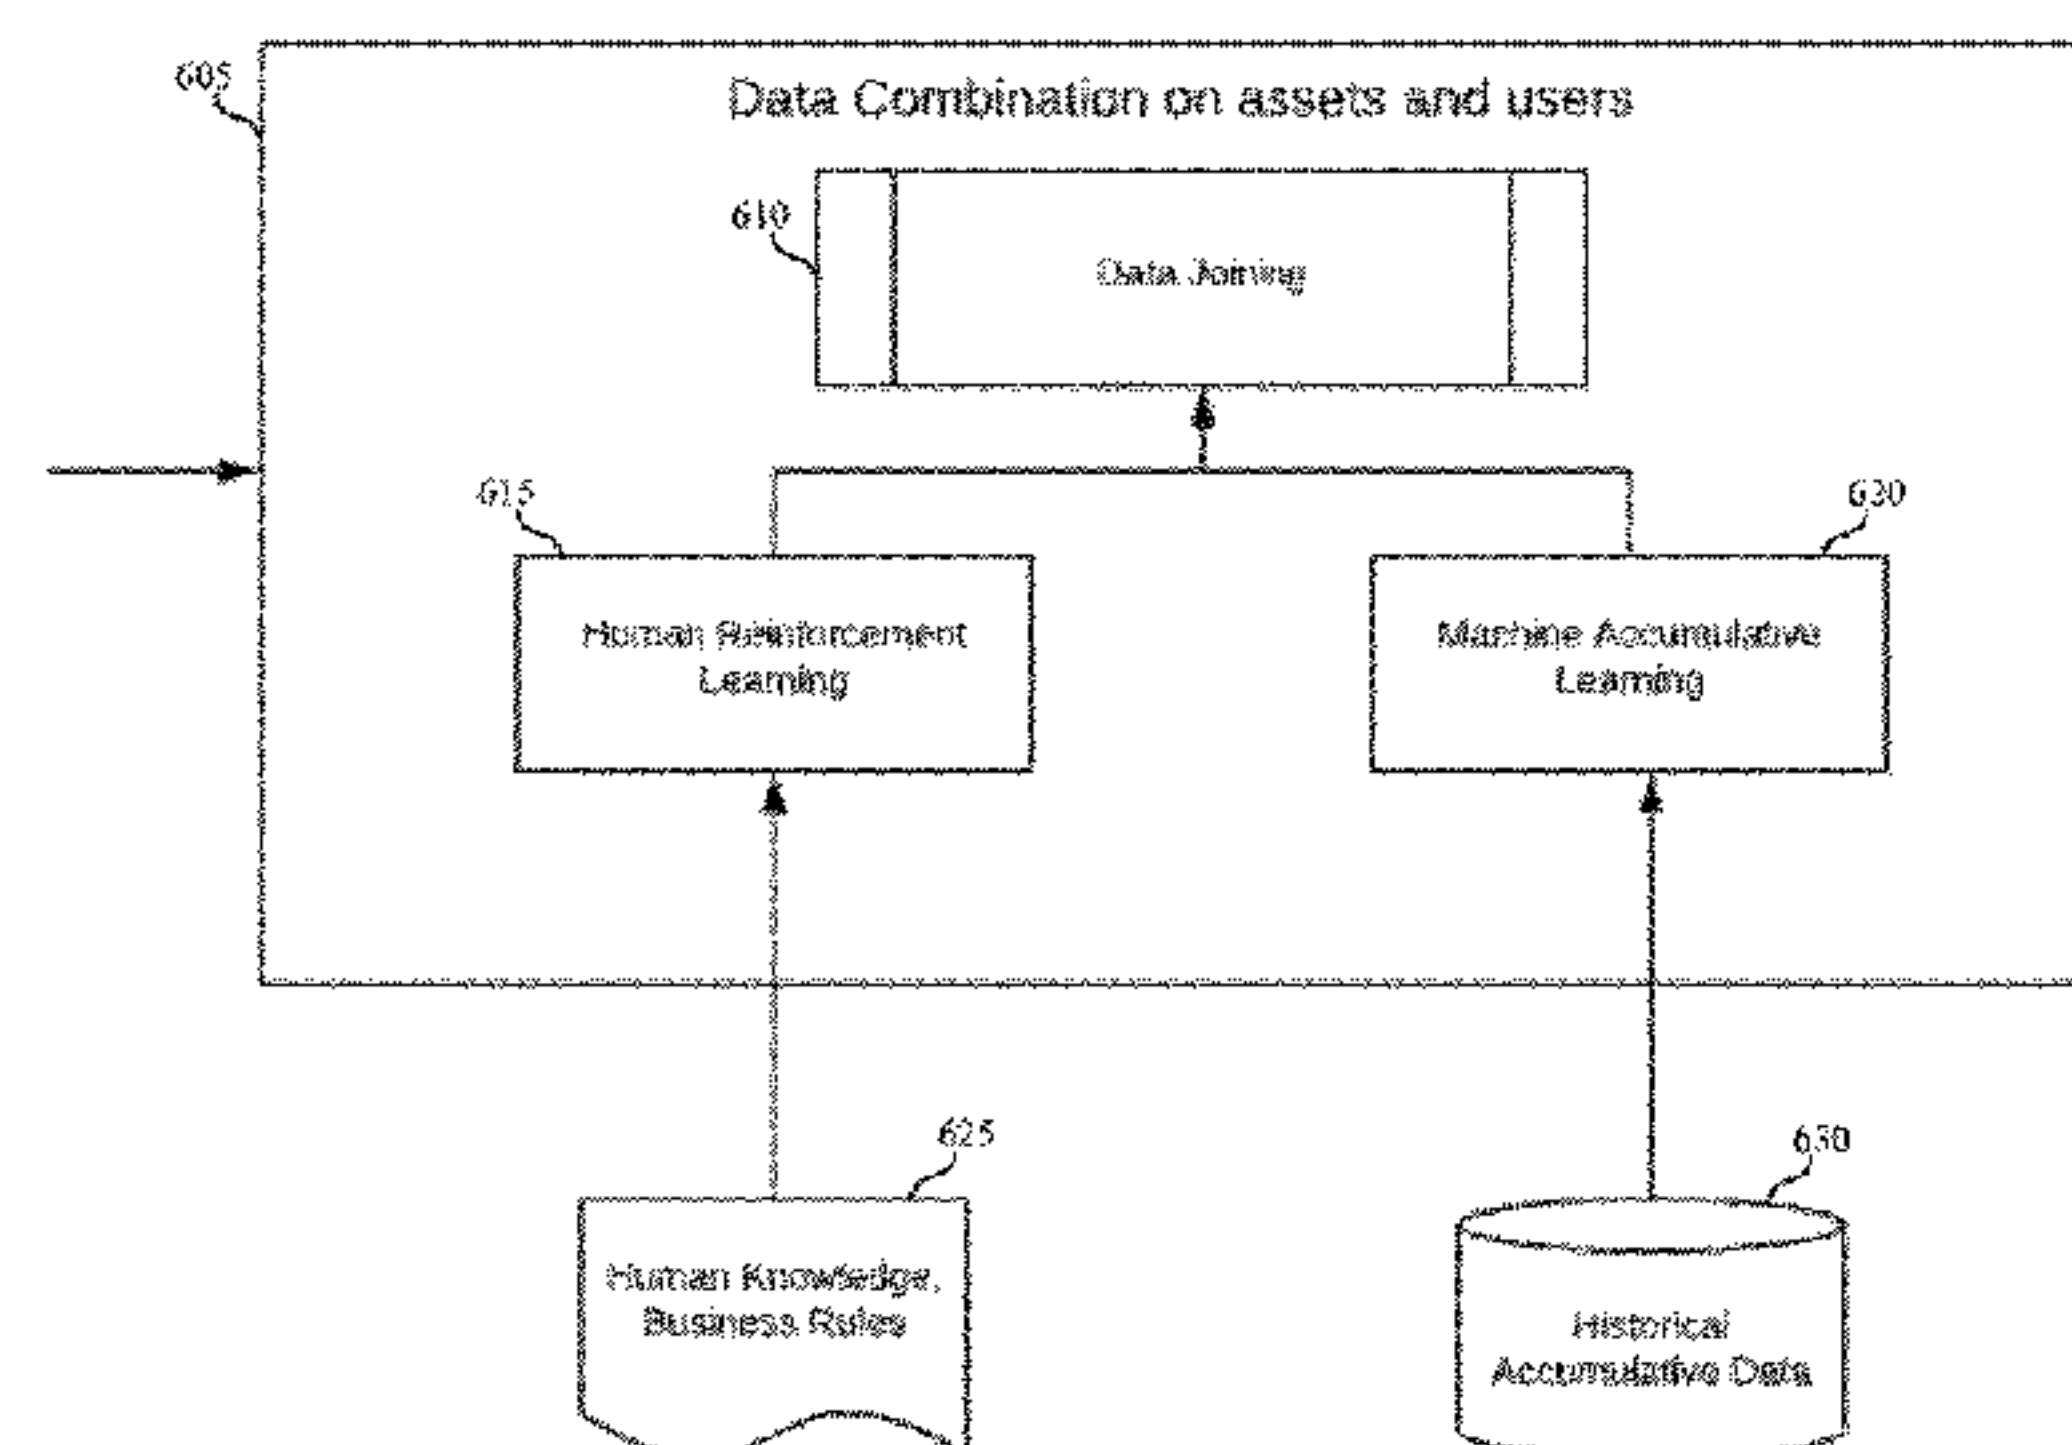 605
Data Combination on assets and users
610
Data Joining
615
630
Human Reinforcement
Learning
Machine Accumulative
Learning
625
630
Human Knowledge,
Business Rules
Historical
Accumulative Data